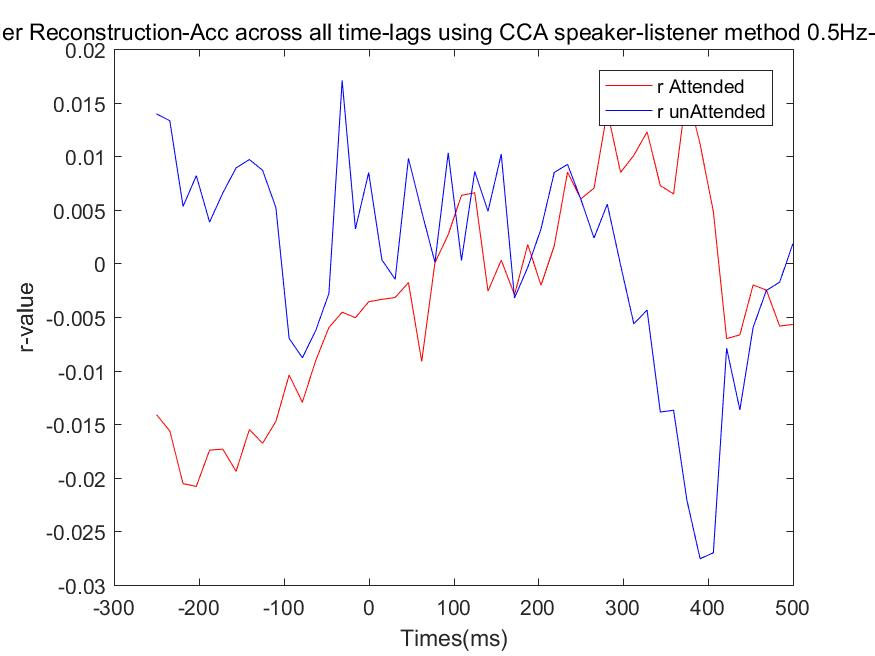 er Reconstruction-Acc across all time-lags using CCA speaker-listener method 0.5Hz-
0.02
0.015
0.01
0.005
0
-0.005
-0.01
-0.015
-0.02
-0.025
-0.03
r-value
r Attended
r unAttended
-300 -200 -100 0 100 200 300 400 500
Times(ms)